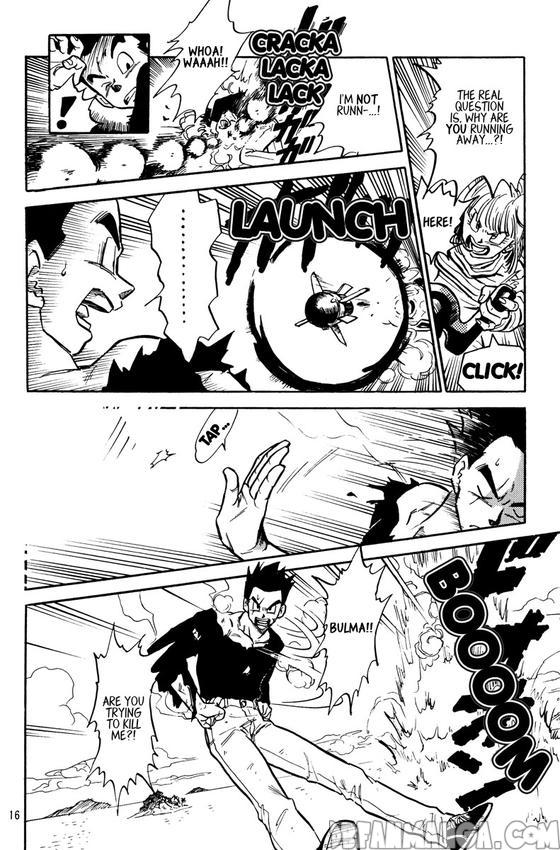 THE REAL
QUESTION
IS, WHY ARE
YOU RUNNING
AWAY...?!
CRACKA
LACKA
LACK
I'M NOT
RUNN-...!
WHOA!
WAAAH!!
!
HERE!
CLICK!
LAUNCH
TAP...
BOOOOOM
BULMA!!
ARE YOU
TRYING
TO KILL
ME?!
16
DBFANMANGA.COM